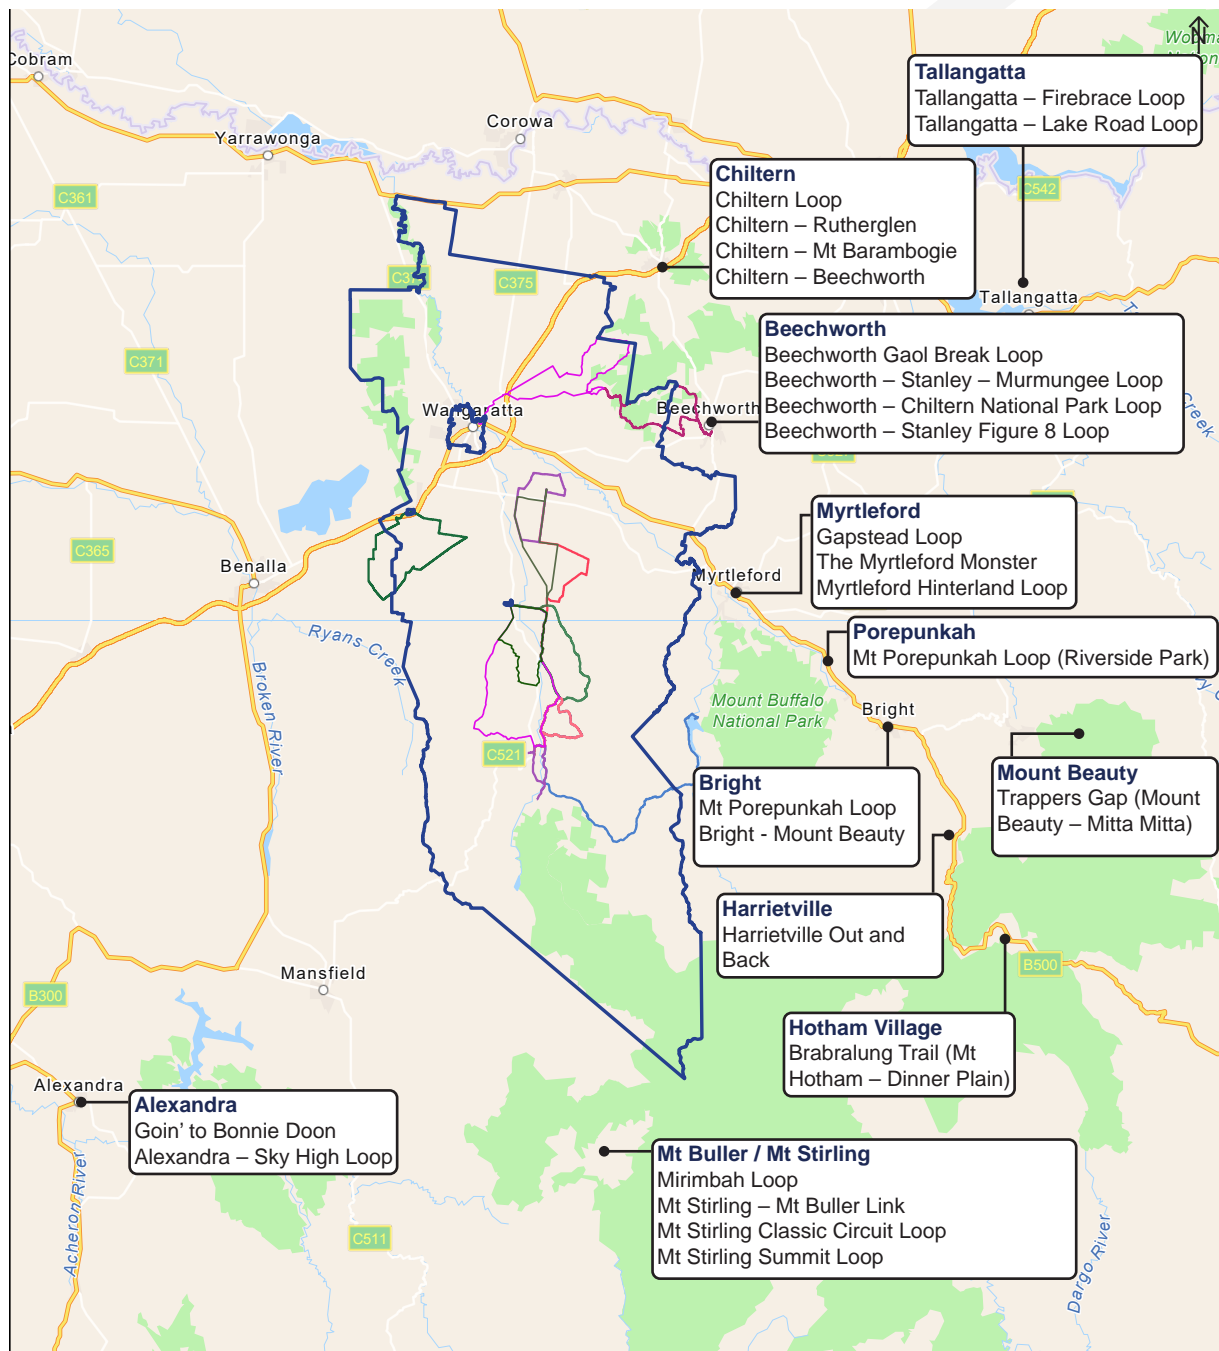 N
Cobram
Yarrawonga
Corowa
Tallangatta
Tallangatta – Firebrace Loop
Tallangatta – Lake Road Loop
C361
C542
Chiltern
Chiltern Loop
Chiltern – Rutherglen
Chiltern – Mt Barambogie
Chiltern – Beechworth
C375
Tallangatta
C371
Beechworth
Beechworth Gaol Break Loop
Beechworth – Stanley – Murmungee Loop
Beechworth – Chiltern National Park Loop
Beechworth – Stanley Figure 8 Loop
Creek
Wangaratta
Beechworth
C365
Benalla
Myrtleford
Gapstead Loop
The Myrtleford Monster
Myrtleford Hinterland Loop
Myrtleford
Ryans Creek
Broken River
Porepunkah
Mt Porepunkah Loop (Riverside Park)
Mount Buffalo
National Park
Bright
C521
Bright
Mt Porepunkah Loop
Bright - Mount Beauty
Mount Beauty
Trappers Gap (Mount
Beauty – Mitta Mitta)
Harrietville
Harrietville Out and
Back
Mansfield
B300
B500
Hotham Village
Brabralung Trail (Mt
Hotham – Dinner Plain)
Alexandra
Alexandra
Goin’ to Bonnie Doon
Alexandra – Sky High Loop
Acheron River
C511
Mt Buller / Mt Stirling
Mirimbah Loop
Mt Stirling – Mt Buller Link
Mt Stirling Classic Circuit Loop
Mt Stirling Summit Loop
Dargo River